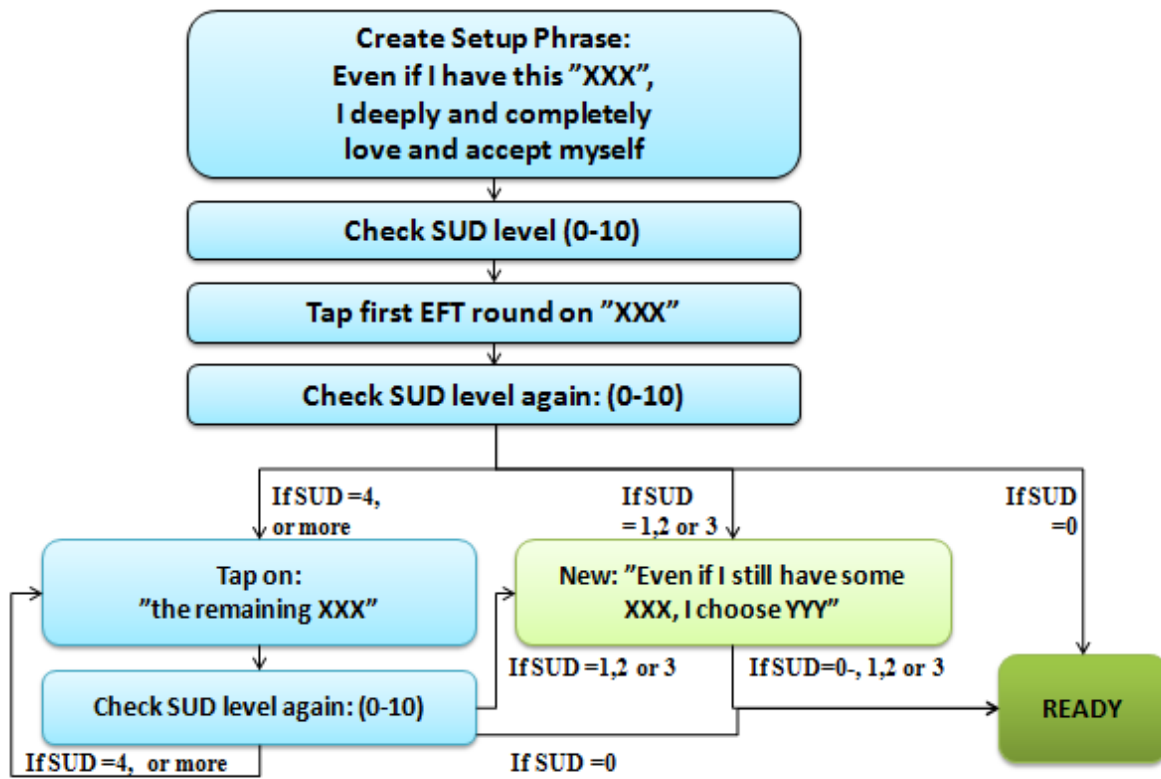 Create Setup Phrase:
Even if I have this ”XXX”,
I deeply and completely
love and accept myself
Check SUD level (0-10)
Tap first EFT round on ”XXX”
Check SUD level again: (0-10)
If SUD =4,
or more
If SUD
= 1,2 or 3
If SUD
=0
Tap on:
”the remaining XXX”
New: ”Even if I still have some
XXX, I choose YYY”
If SUD =1,2 or 3
If SUD=0-, 1,2 or 3
Check SUD level again: (0-10)
READY
If SUD =4, or more
If SUD =0